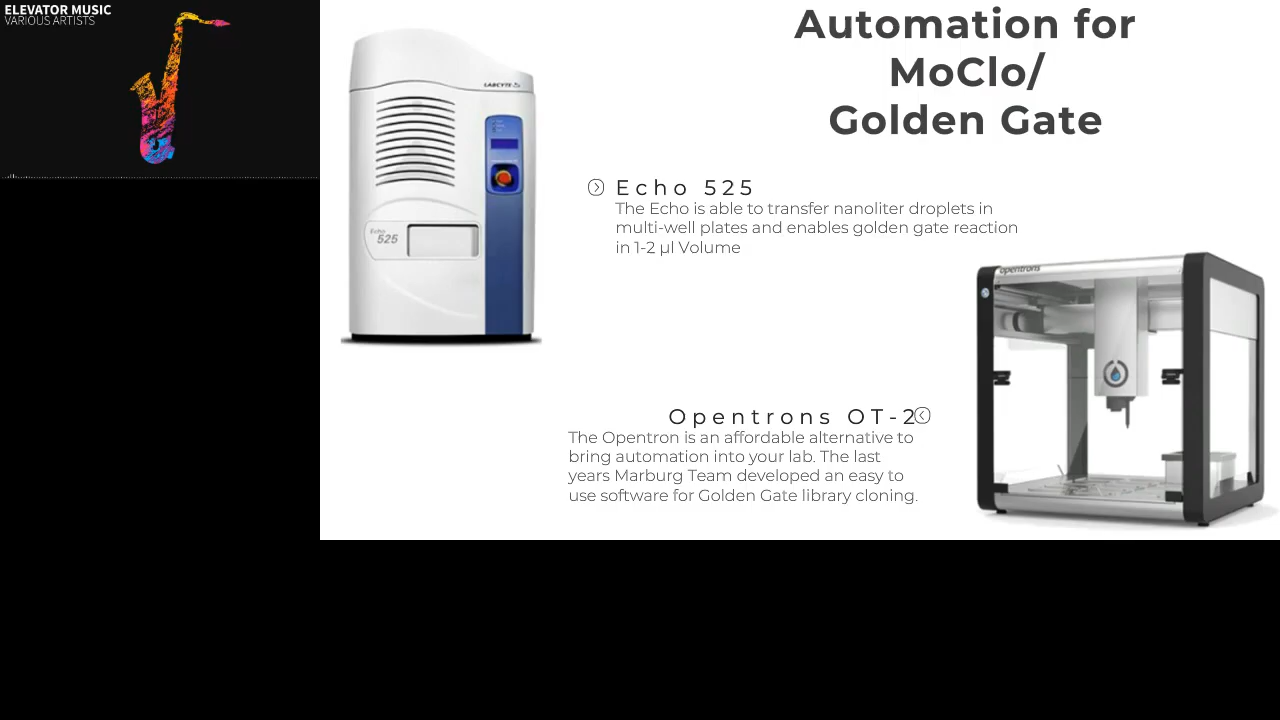 ELEVATOR MUSIC
VARIOUS ARTISTS
Automation for
MoClo/
Golden Gate
LABCYTE
Echo
525
Echo 525
The Echo is able to transfer nanoliter droplets in
multi-well plates and enables golden gate reaction
in 1-2 µl Volume
opentrons
Opentrons OT-2
The Opentron is an affordable alternative to
bring automation into your lab. The last
years Marburg Team developed an easy to
use software for Golden Gate library cloning.